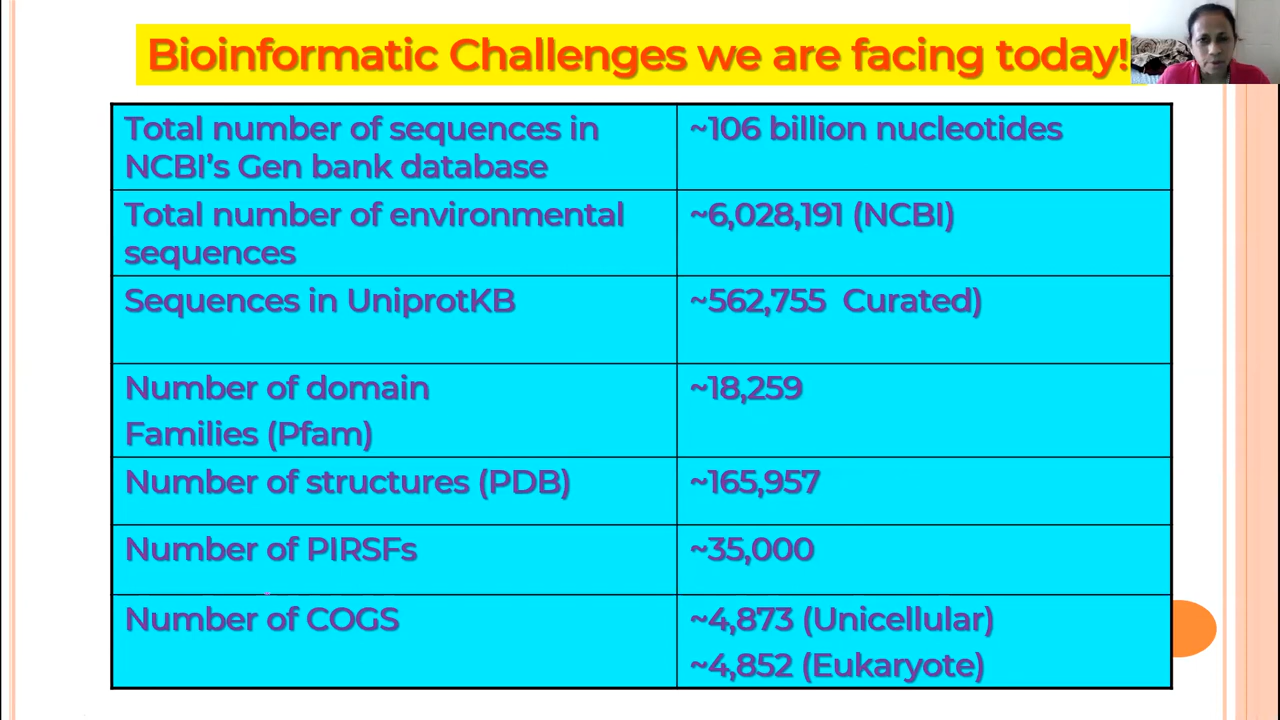 Bioinformatic Challenges we are facing today!
Total number of sequences in
NCBI's Gen bank database
~106 billion nucleotides
Total number of environmental
sequences
~6,028,191 (NCBI)
Sequences in UniprotKB
~562,755  Curated)
Number of domain
Families (Pfam)
~18,259
Number of structures (PDB)
~165,957
Number of PIRSFs
~35,000
Number of COGS
~4,873 (Unicellular)
~4,852 (Eukaryote)